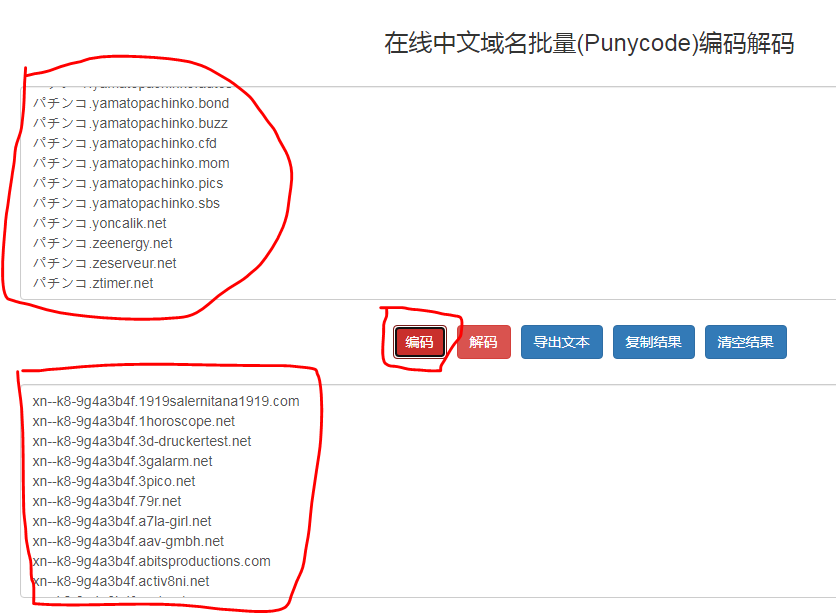 在线中文域名批量(Punycode)编码解码
パチンコ.yamatopachinko.bond
パチンコ.yamatopachinko.buzz
パチンコ.yamatopachinko.cfd
パチンコ.yamatopachinko.mom
パチンコ.yamatopachinko.pics
パチンコ.yamatopachinko.sbs
パチンコ.yoncalik.net
パチンコ.zeenergy.net
パチンコ.zeserveur.net
パチンコ.ztimer.net
编码 解码 导出文本 复制结果 清空结果
xn--k8-9g4a3b4f.1919salernitana1919.com
xn--k8-9g4a3b4f.1horoscope.net
xn--k8-9g4a3b4f.3d-druckertest.net
xn--k8-9g4a3b4f.3galarm.net
xn--k8-9g4a3b4f.3pico.net
xn--k8-9g4a3b4f.79r.net
xn--k8-9g4a3b4f.a7la-girl.net
xn--k8-9g4a3b4f.aav-gmbh.net
xn--k8-9g4a3b4f.abitsproductions.com
xn--k8-9g4a3b4f.activ8ni.net